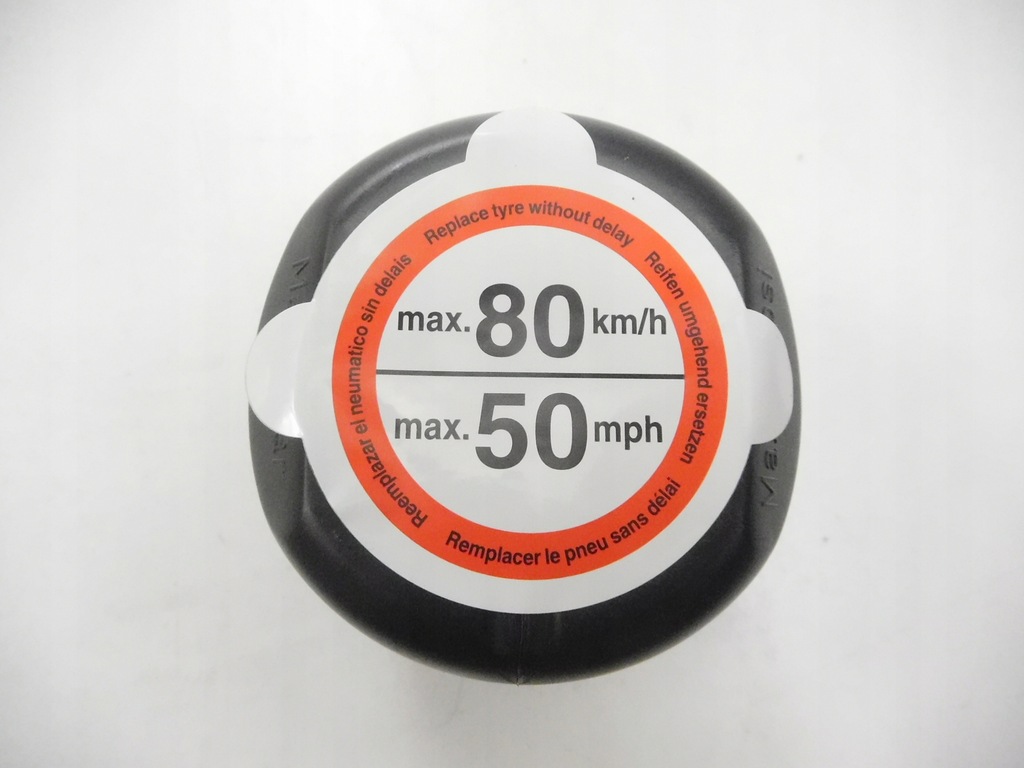 Replace tyre without delay
Reifen umgehend ersetzen
Remplacer le pneu sans délai
Reemplazar el neumatico sin delais
max. 80 km/h
max. 50 mph